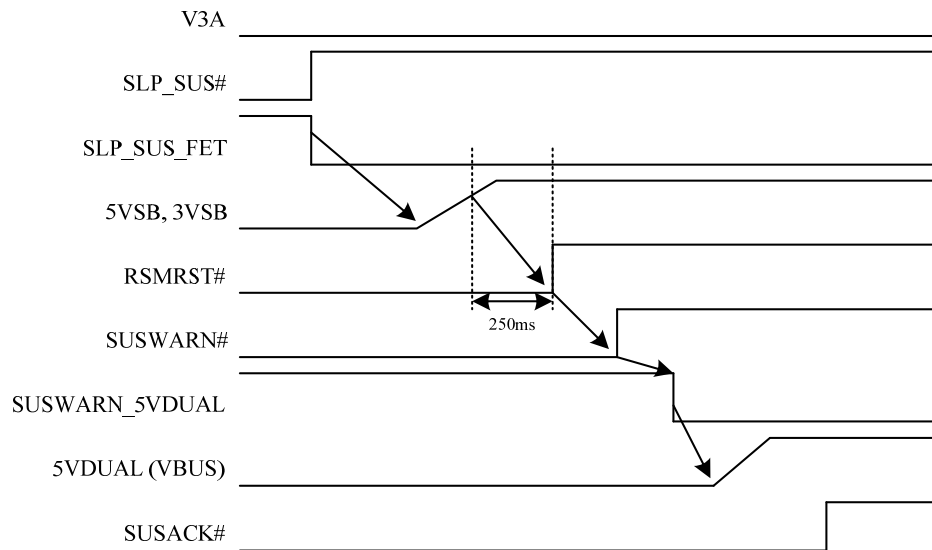 V3A
SLP_SUS#
SLP_SUS_FET
5VSB, 3VSB
RSMRST#
250ms
SUSWARN#
SUSWARN_5VDUAL
5VDUAL (VBUS)
SUSACK#